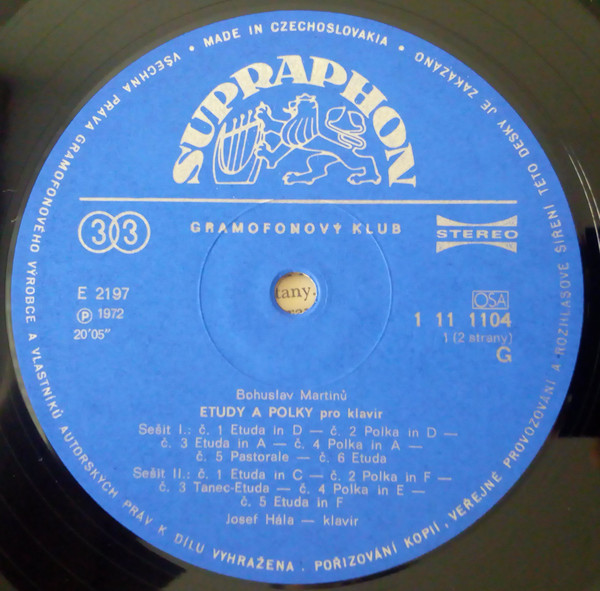 • MADE IN CZECHOSLOVAKIA •
VŠECHNA PRÁVA GRAMOFONOVÉHO VÝROBCE A VLASTNÍKŮ AUTORSKÝCH PRÁV K DÍLU VYHRAŽENA. POŘIZOVÁNÍ KOPIÍ, VEŘEJNÉ PROVOZOVÁNÍ A ROZHLASOVÉ ŠÍŘENÍ TÉTO DESKY JE ZAKÁZÁNO
SUPRAPHON
33
GRAMOFONOVÝ KLUB
STEREO
E 2197
Ⓟ 1972
20'05"
OSA
1 11 1104
1 (2 strany)
G
tany.
Bohuslav Martinů
ETUDY A POLKY pro klavír
Sešit I.: č. 1 Etuda in D — č. 2 Polka in D —
č. 3 Etuda in A — č. 4 Polka in A —
č. 5 Pastorale — č. 6 Etuda
Sešit II.: č. 1 Etuda in C — č. 2 Polka in F —
č. 3 Tanec-Etuda — č. 4 Polka in E —
č. 5 Etuda in F
Josef Hála — klavír